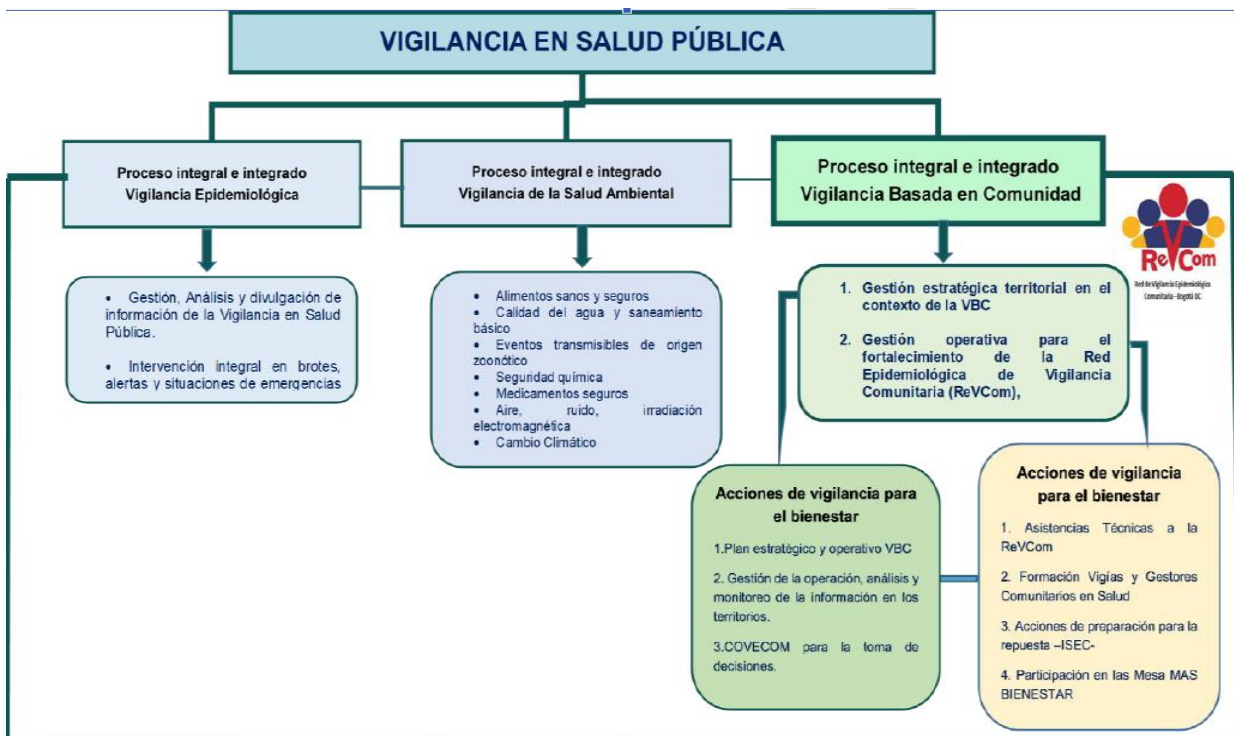 VIGILANCIA EN SALUD PÚBLICA
Proceso integral e integrado
Vigilancia Epidemiológica
Proceso integral e integrado
Vigilancia de la Salud Ambiental
Proceso integral e integrado
Vigilancia Basada en Comunidad
ReVCom
Red de Vigilancia Epidemiológica
Comunitaria -Bogotá DC
• Gestión, Análisis y divulgación de
información de la Vigilancia en Salud
Pública.
• Intervención integral en brotes,
alertas y situaciones de emergencias
• Alimentos sanos y seguros
• Calidad del agua y saneamiento
básico
• Eventos transmisibles de origen
zoonótico
• Seguridad química
• Medicamentos seguros
• Aire, ruido, irradiación
electromagnética
• Cambio Climático
1. Gestión estratégica territorial en el
contexto de la VBC
2. Gestión operativa para el
fortalecimiento de la Red
Epidemiológica de Vigilancia
Comunitaria (ReVCom),
Acciones de vigilancia para
el bienestar
1.Plan estratégico y operativo VBC
2. Gestión de la operación, análisis y
monitoreo de la información en los
territorios.
3.COVECOM para la toma de
decisiones.
Acciones de vigilancia
para el bienestar
1. Asistencias Técnicas a la
ReVCom
2. Formación Vigías y Gestores
Comunitarios en Salud
3. Acciones de preparación para la
repuesta –ISEC-
4. Participación en las Mesa MAS
BIENESTAR